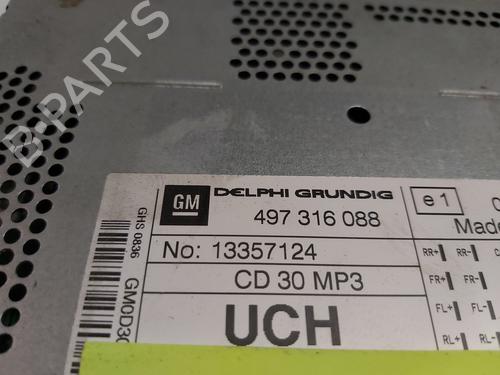 B-PARTS
GM DELPHI GRUNDIG
497 316 088
No: 13357124
CD 30 MP3
UCH
GHS 0836
e1
Made
RR+ RR-
FR+ FR-
FL+ FL-
RL+ RL-